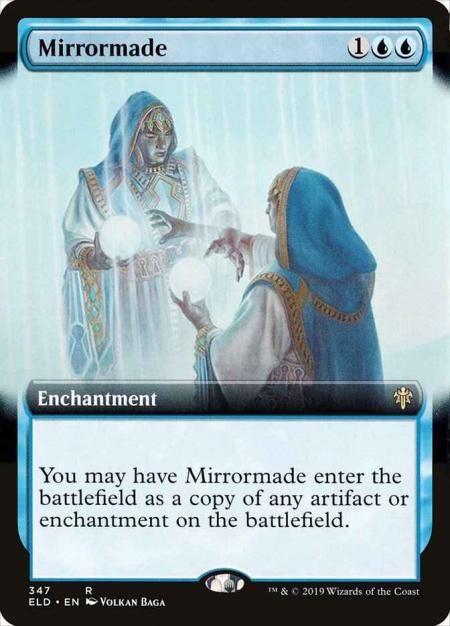 Mirrormade 1
Enchantment
You may have Mirrormade enter the
battlefield as a copy of any artifact or
enchantment on the battlefield.
347 R
ELD • EN Volkan Baga ™ & © 2019 Wizards of the Coast